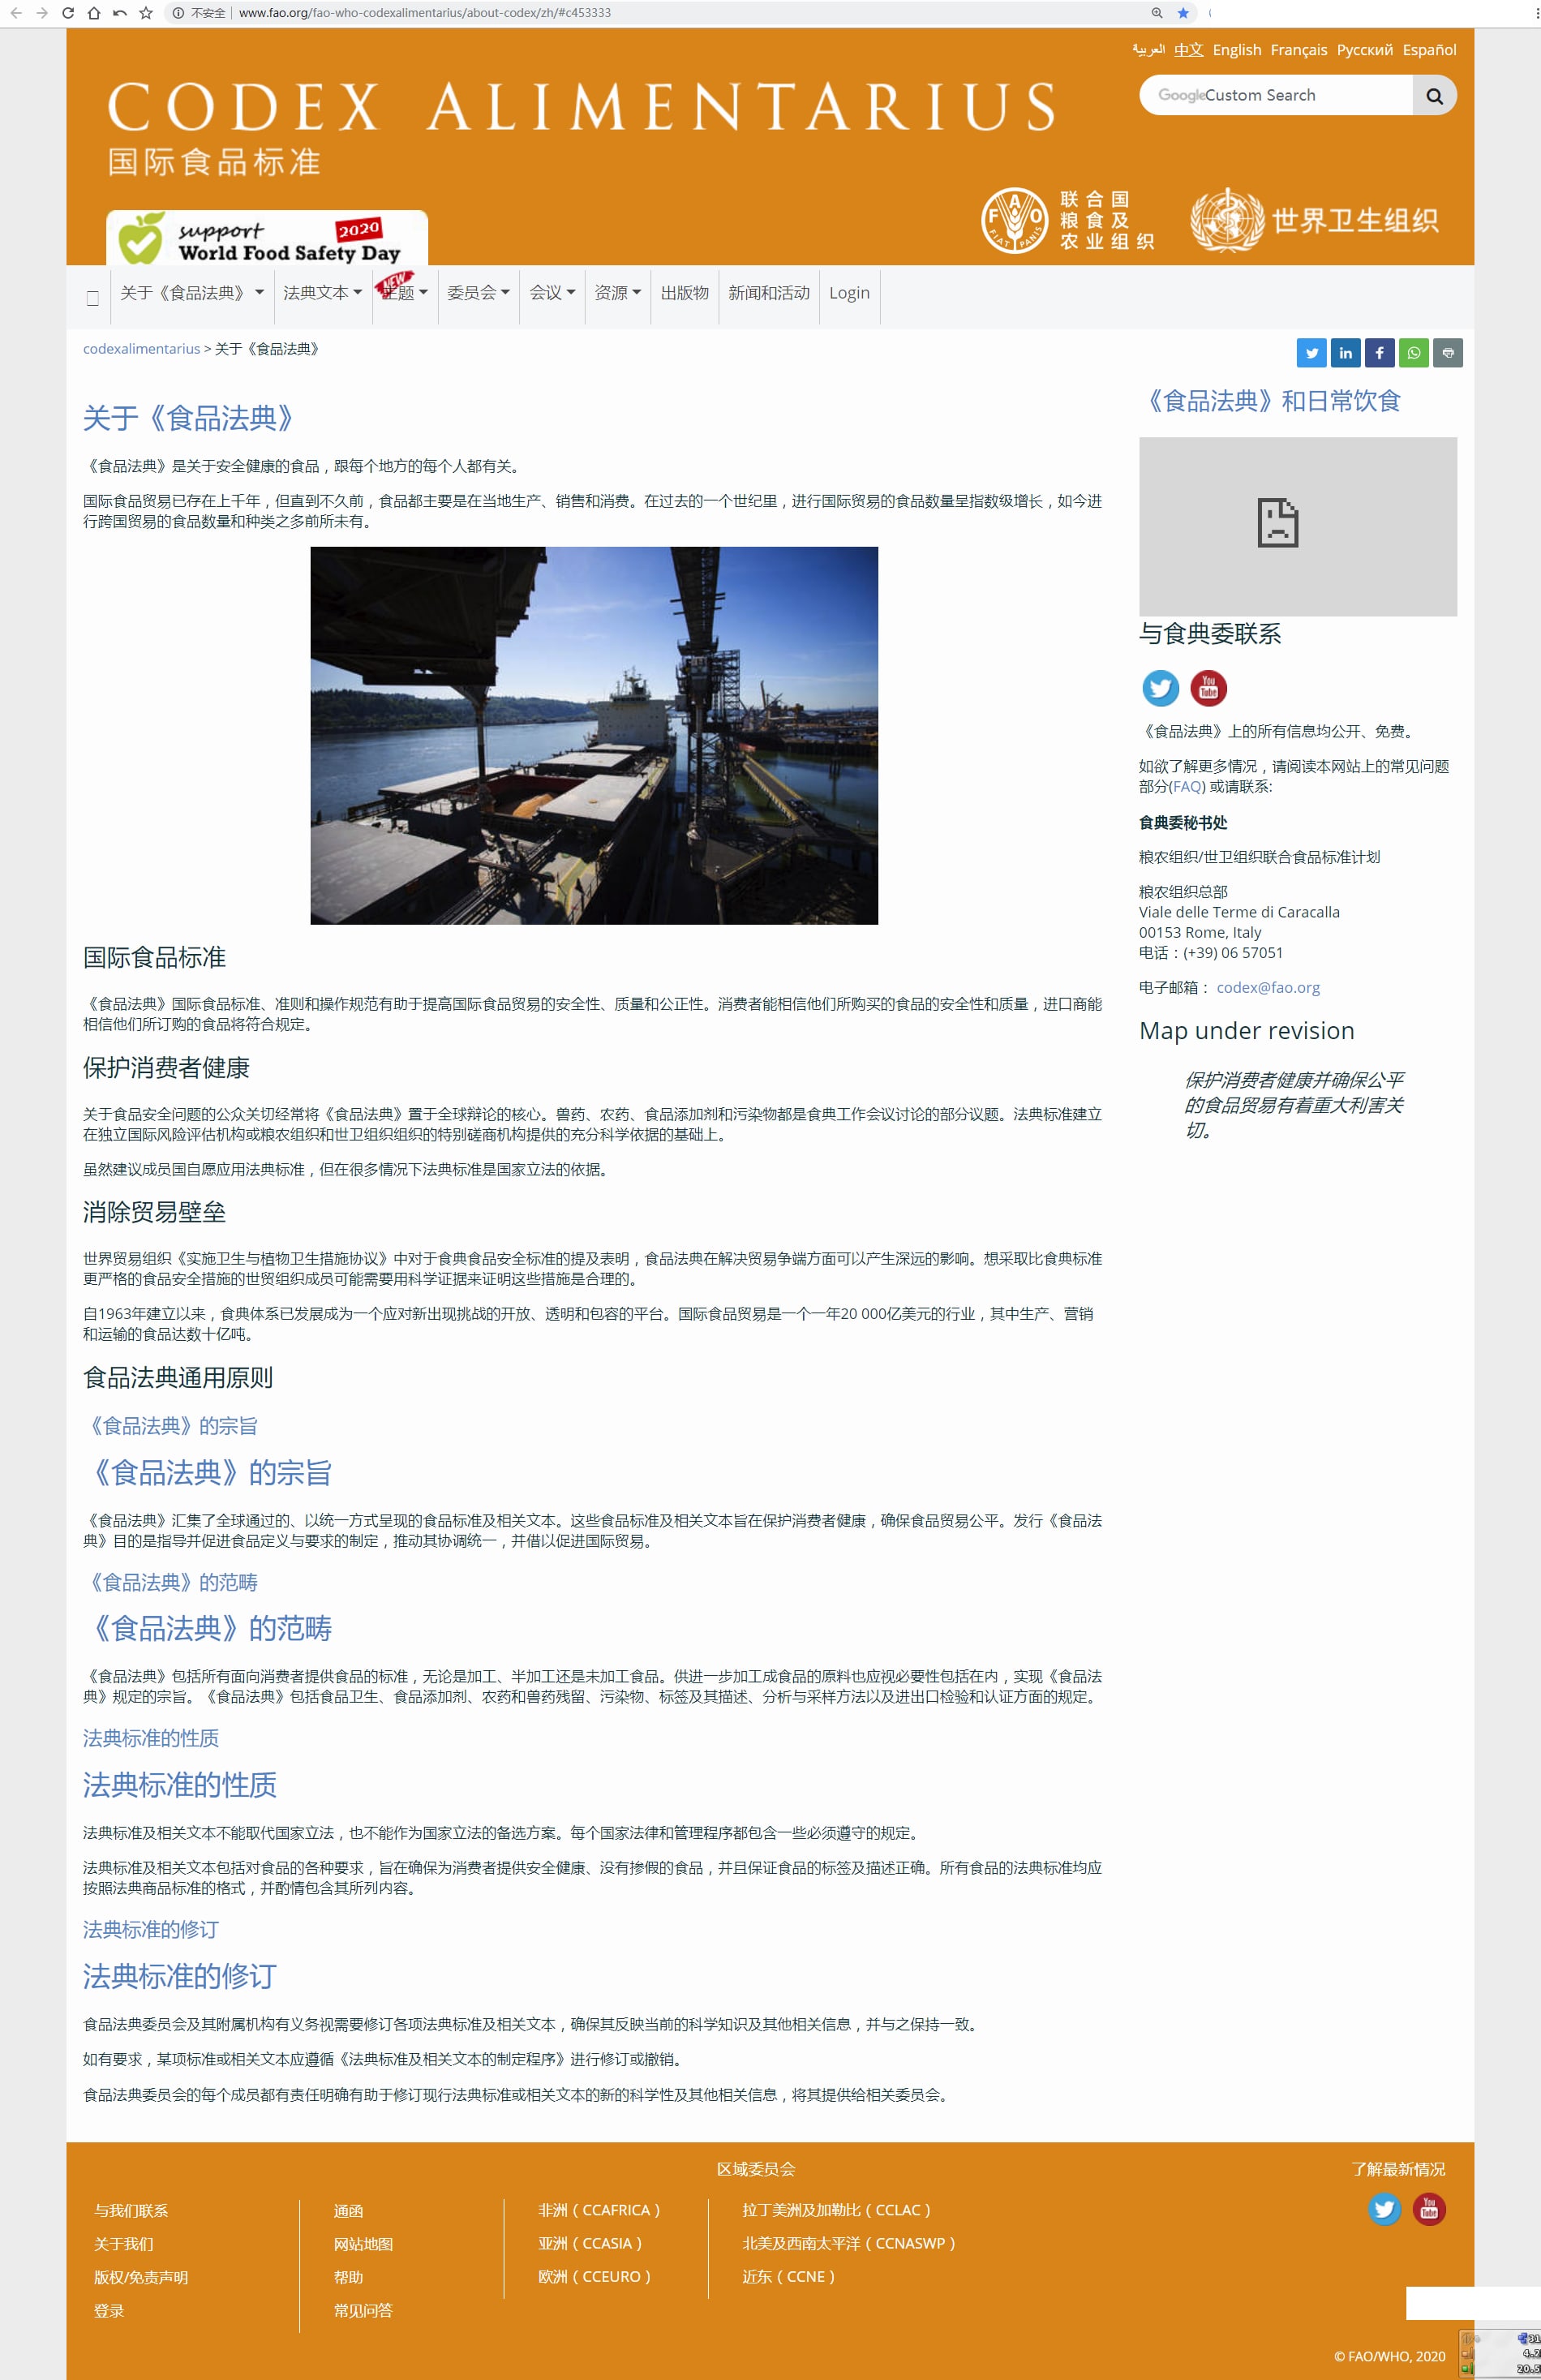 不安全 | www.fao.org/fao-who-codexalimentarius/about-codex/zh/#c453333
العربية 中文 English Français Русский Español
CODEX ALIMENTARIUS
Google Custom Search
国际食品标准
support 2020
World Food Safety Day
FAO
FIAT PANIS
联合国
粮食及
农业组织
世界卫生组织
NEW
关于《食品法典》 法典文本 主题 委员会 会议 资源 出版物 新闻和活动 Login
codexalimentarius > 关于《食品法典》
关于《食品法典》
《食品法典》是关于安全健康的食品，跟每个地方的每个人都有关。
国际食品贸易已存在上千年，但直到不久前，食品都主要是在当地生产、销售和消费。在过去的一个世纪里，进行国际贸易的食品数量呈指数级增长，如今进
行跨国贸易的食品数量和种类之多前所未有。
国际食品标准
《食品法典》国际食品标准、准则和操作规范有助于提高国际食品贸易的安全性、质量和公正性。消费者能相信他们所购买的食品的安全性和质量，进口商能
相信他们所订购的食品将符合规定。
保护消费者健康
关于食品安全问题的公众关切经常将《食品法典》置于全球辩论的核心。兽药、农药、食品添加剂和污染物都是食典工作会议讨论的部分议题。法典标准建立
在独立国际风险评估机构或粮农组织和世卫组织组织的特别磋商机构提供的充分科学依据的基础上。
虽然建议成员国自愿应用法典标准，但在很多情况下法典标准是国家立法的依据。
消除贸易壁垒
世界贸易组织《实施卫生与植物卫生措施协议》中对于食典食品安全标准的提及表明，食品法典在解决贸易争端方面可以产生深远的影响。想采取比食典标准
更严格的食品安全措施的世贸组织成员可能需要用科学证据来证明这些措施是合理的。
自1963年建立以来，食典体系已发展成为一个应对新出现挑战的开放、透明和包容的平台。国际食品贸易是一个一年20 000亿美元的行业，其中生产、营销
和运输的食品达数十亿吨。
食品法典通用原则
《食品法典》的宗旨
《食品法典》的宗旨
《食品法典》汇集了全球通过的、以统一方式呈现的食品标准及相关文本。这些食品标准及相关文本旨在保护消费者健康，确保食品贸易公平。发行《食品法
典》目的是指导并促进食品定义与要求的制定，推动其协调统一，并借以促进国际贸易。
《食品法典》的范畴
《食品法典》的范畴
《食品法典》包括所有面向消费者提供食品的标准，无论是加工、半加工还是未加工食品。供进一步加工成食品的原料也应视必要性包括在内，实现《食品法
典》规定的宗旨。《食品法典》包括食品卫生、食品添加剂、农药和兽药残留、污染物、标签及其描述、分析与采样方法以及进出口检验和认证方面的规定。
法典标准的性质
法典标准的性质
法典标准及相关文本不能取代国家立法，也不能作为国家立法的备选方案。每个国家法律和管理程序都包含一些必须遵守的规定。
法典标准及相关文本包括对食品的各种要求，旨在确保为消费者提供安全健康、没有掺假的食品，并且保证食品的标签及描述正确。所有食品的法典标准均应
按照法典商品标准的格式，并酌情包含其所列内容。
法典标准的修订
法典标准的修订
食品法典委员会及其附属机构有义务视需要修订各项法典标准及相关文本，确保其反映当前的科学知识及其他相关信息，并与之保持一致。
如有要求，某项标准或相关文本应遵循《法典标准及相关文本的制定程序》进行修订或撤销。
食品法典委员会的每个成员都有责任明确有助于修订现行法典标准或相关文本的新的科学性及其他相关信息，将其提供给相关委员会。
《食品法典》和日常饮食
与食典委联系
You Tube
《食品法典》上的所有信息均公开、免费。
如欲了解更多情况，请阅读本网站上的常见问题
部分(FAQ) 或请联系:
食典委秘书处
粮农组织/世卫组织联合食品标准计划
粮农组织总部
Viale delle Terme di Caracalla
00153 Rome, Italy
电话：(+39) 06 57051
电子邮箱： codex@fao.org
Map under revision
保护消费者健康并确保公平
的食品贸易有着重大利害关
切。
区域委员会
了解最新情况
与我们联系
关于我们
版权/免责声明
登录
通函
网站地图
帮助
常见问答
非洲（CCAFRICA）
亚洲（CCASIA）
欧洲（CCEURO）
拉丁美洲及加勒比（CCLAC）
北美及西南太平洋（CCNASWP）
近东（CCNE）
You Tube
© FAO/WHO, 2020